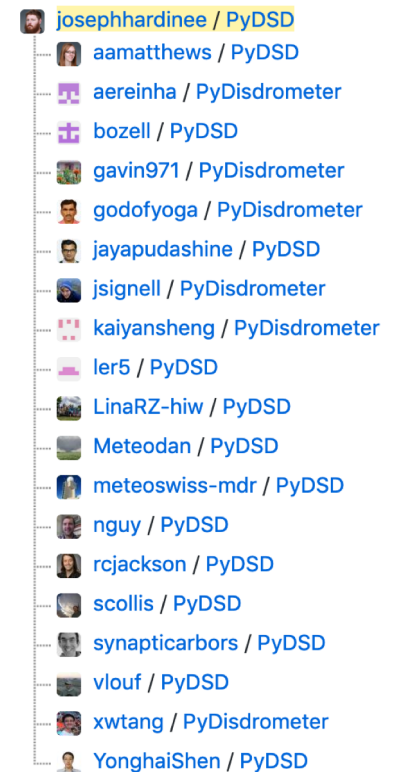 josephhardinee / PyDSD
aamatthews / PyDSD
aereinha / PyDisdrometer
bozell / PyDSD
gavin971 / PyDisdrometer
godofyoga / PyDisdrometer
jayapudashine / PyDSD
jsignell / PyDisdrometer
kaiyansheng / PyDisdrometer
ler5 / PyDSD
LinaRZ-hiw / PyDSD
Meteodan / PyDSD
meteoswiss-mdr / PyDSD
nguy / PyDSD
rcjackson / PyDSD
scollis / PyDSD
synapticarbors / PyDSD
vlouf / PyDSD
xwtang / PyDisdrometer
YonghaiShen / PyDSD